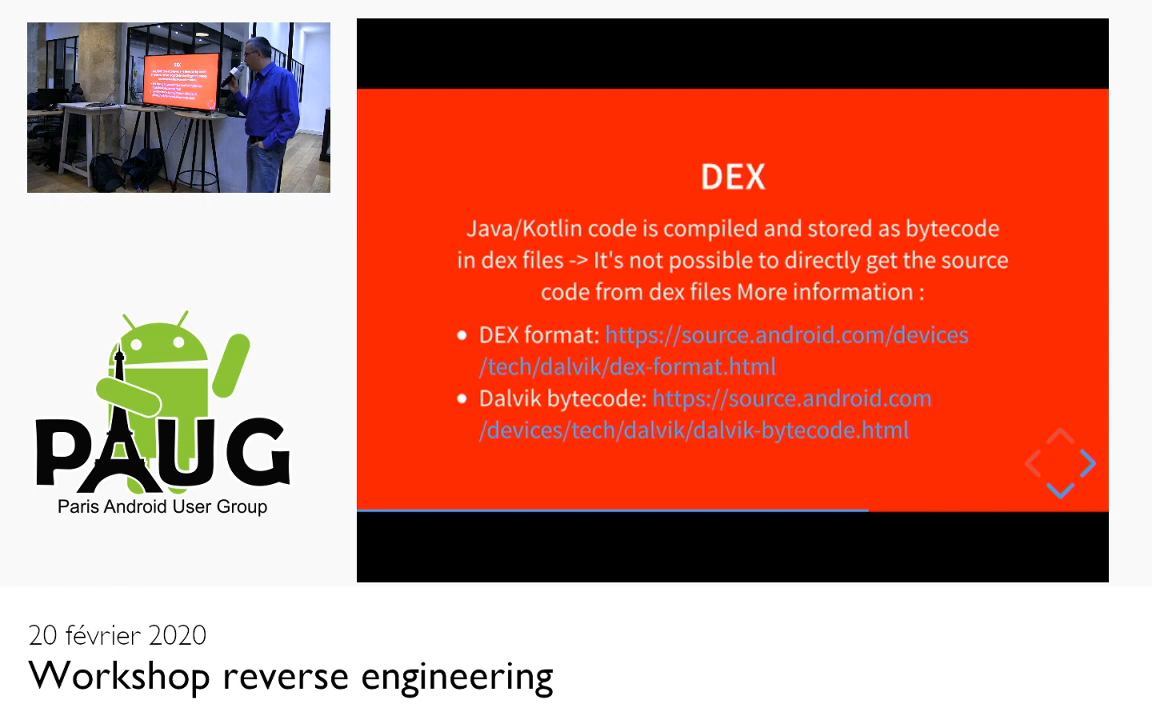 DEX
Java/Kotlin code is compiled and stored as bytecode
in dex files -> It's not possible to directly get the source
code from dex files More information :
• DEX format: https://source.android.com/devices
/tech/dalvik/dex-format.html
• Dalvik bytecode: https://source.android.com
/devices/tech/dalvik/dalvik-bytecode.html
PAUG
Paris Android User Group
20 février 2020
Workshop reverse engineering